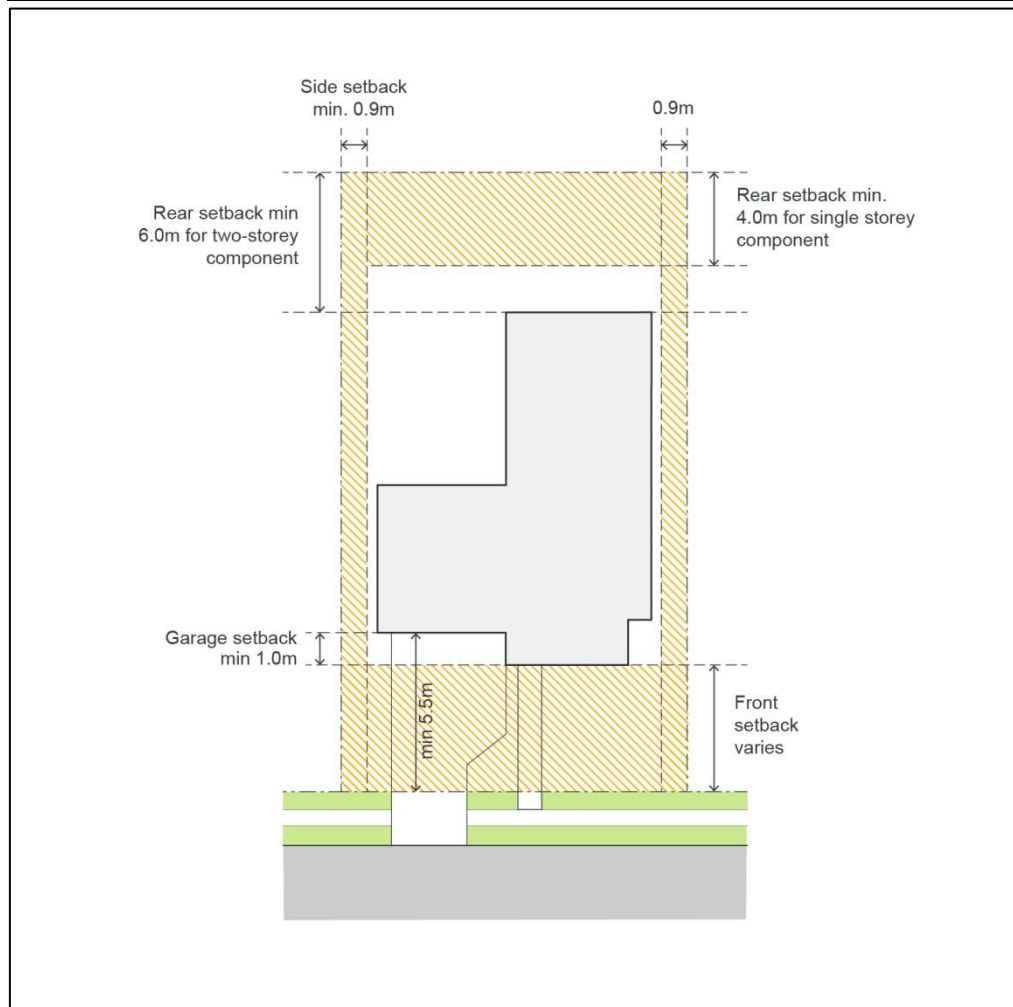 Side setback
min. 0.9m
0.9m
Rear setback min
6.0m for two-storey
component
Rear setback min.
4.0m for single storey
component
Garage setback
min 1.0m
min 5.5m
Front
setback
varies